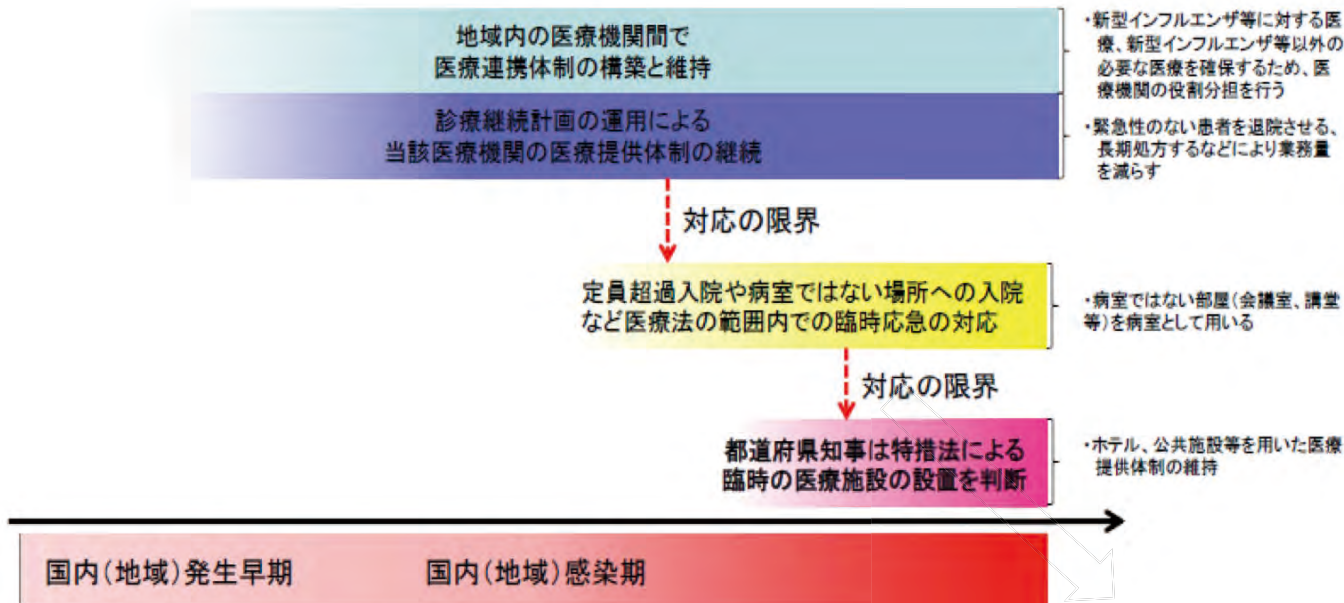 地域内の医療機関間で
医療連携体制の構築と維持
・新型インフルエンザ等に対する医
療、新型インフルエンザ等以外の
必要な医療を確保するため、医
療機関の役割分担を行う
診療継続計画の運用による
当該医療機関の医療提供体制の継続
・緊急性のない患者を退院させる、
長期処方するなどにより業務量
を減らす
対応の限界
定員超過入院や病室ではない場所への入院
など医療法の範囲内での臨時応急の対応
・病室ではない部屋(会議室、講堂
等)を病室として用いる
対応の限界
都道府県知事は特措法による
臨時の医療施設の設置を判断
・ホテル、公共施設等を用いた医療
提供体制の維持
国内(地域)発生早期
国内(地域)感染期